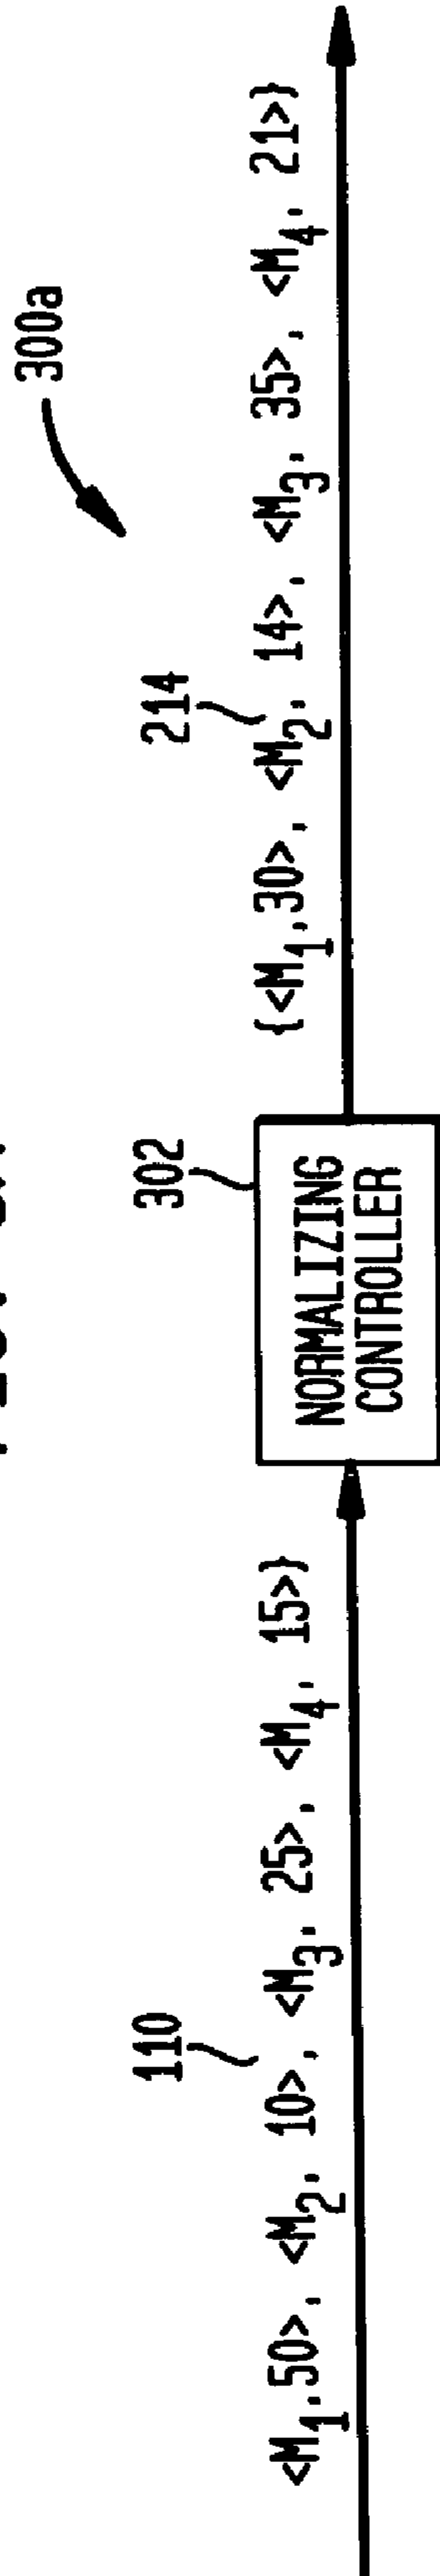 300a
110
214
<M1,50>, <M2, 10>, <M3, 25>, <M4, 15>}
302
NORMALIZING
CONTROLLER
{<M1,30>, <M2, 14>, <M3, 35>, <M4, 21>}